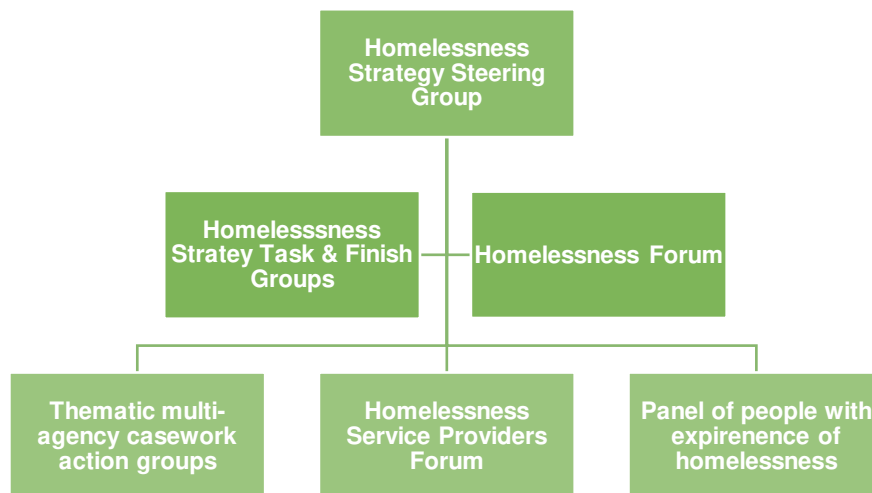 Homelessness
Strategy Steering
Group
Homelesssness
Stratey Task & Finish
Groups
Homelessness Forum
Thematic multi-
agency casework
action groups
Homelessness
Service Providers
Forum
Panel of people with
expirenence of
homelessness